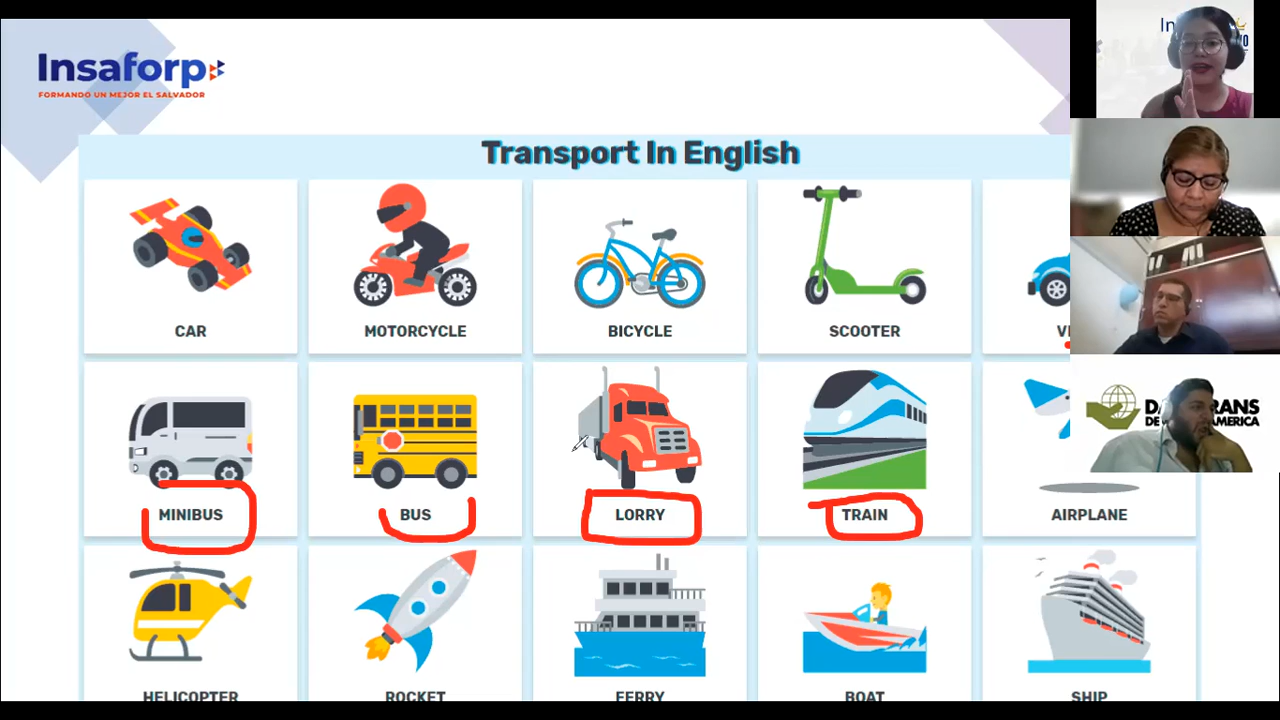 Insaforp
FORMANDO UN MEJOR EL SALVADOR
Transport In English
CAR
MOTORCYCLE
BICYCLE
SCOOTER
MINIBUS
BUS
LORRY
TRAIN
AIRPLANE
HELICOPTER
ROCKET
FERRY
BOAT
SHIP